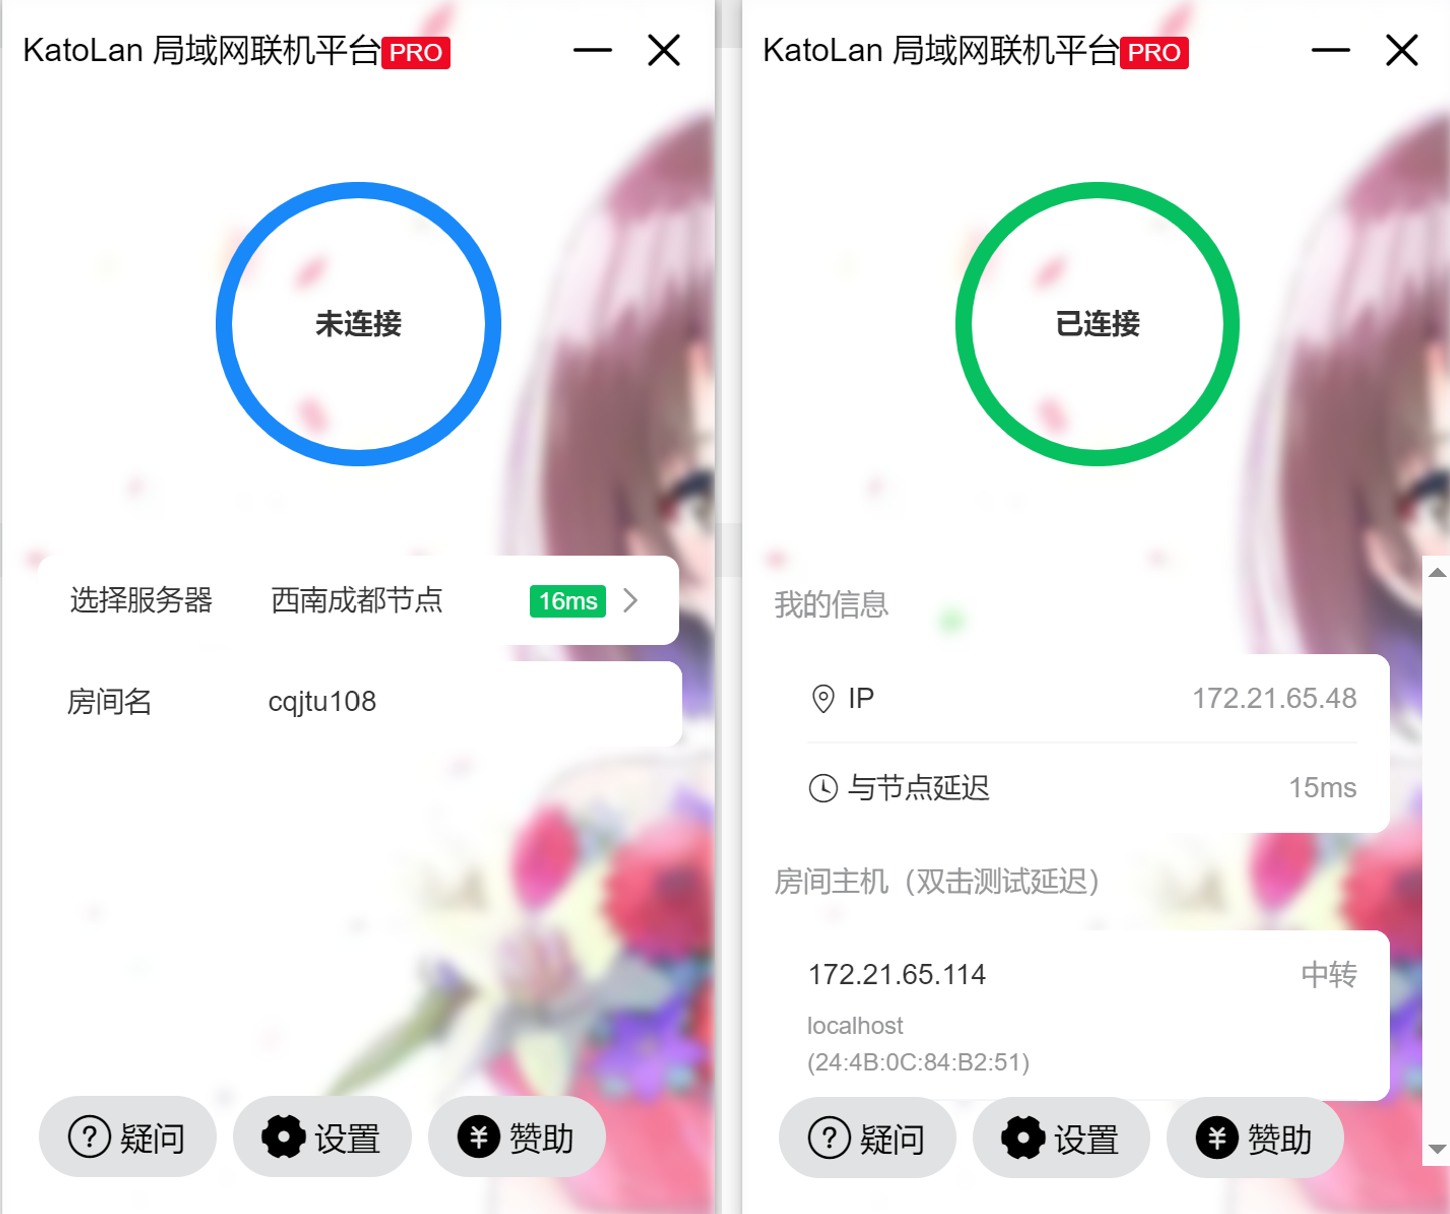 KatoLan 局域网联机平台PRO
未连接
选择服务器 西南成都节点 16ms
房间名 cqjtu108
疑问 设置 赞助
KatoLan 局域网联机平台PRO
已连接
我的信息
IP 172.21.65.48
与节点延迟 15ms
房间主机（双击测试延迟）
172.21.65.114 中转
localhost
(24:4B:0C:84:B2:51)
疑问 设置 赞助